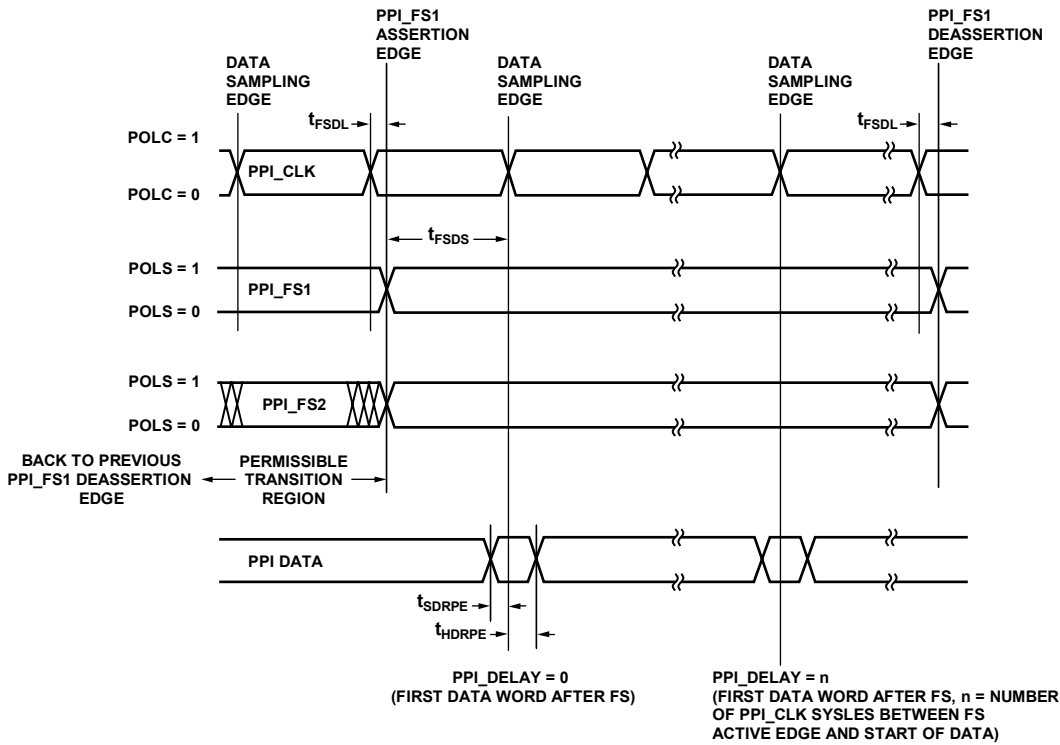 PPI_FS1
ASSERTION
EDGE
PPI_FS1
DEASSERTION
EDGE
DATA
SAMPLING
EDGE
DATA
SAMPLING
EDGE
DATA
SAMPLING
EDGE
tFSDL
tFSDL
POLC = 1
PPI_CLK
POLC = 0
tFSDS
POLS = 1
PPI_FS1
POLS = 0
POLS = 1
PPI_FS2
POLS = 0
BACK TO PREVIOUS
PPI_FS1 DEASSERTION
EDGE
PERMISSIBLE
TRANSITION
REGION
PPI DATA
tSDRPE
tHDRPE
PPI_DELAY = 0
(FIRST DATA WORD AFTER FS)
PPI_DELAY = n
(FIRST DATA WORD AFTER FS, n = NUMBER
OF PPI_CLK SYSLES BETWEEN FS
ACTIVE EDGE AND START OF DATA)